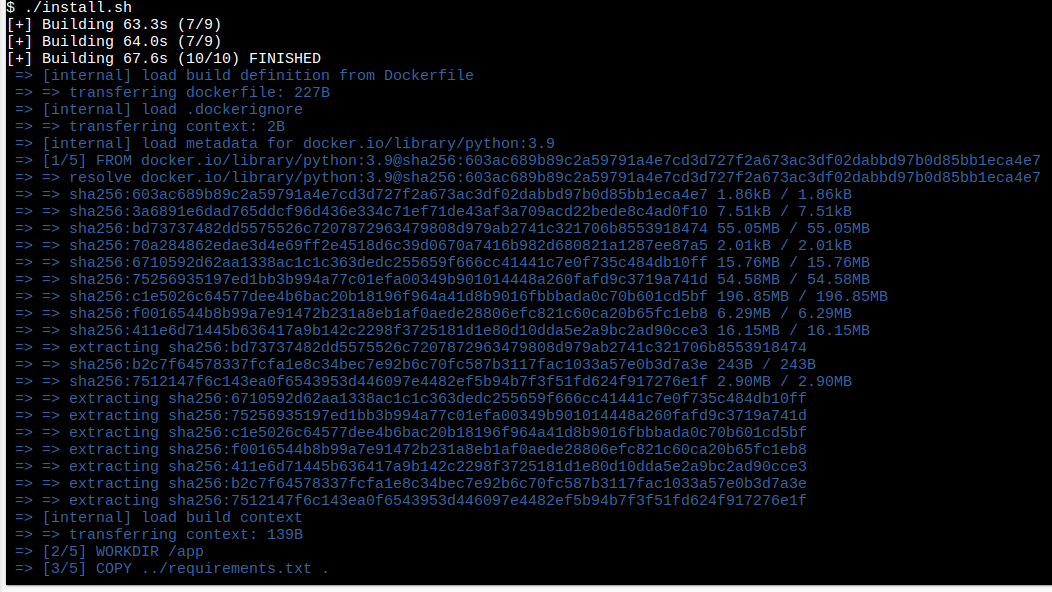 $ ./install.sh
[+] Building 63.3s (7/9)
[+] Building 64.0s (7/9)
[+] Building 67.6s (10/10) FINISHED
=> [internal] load build definition from Dockerfile
=> => transferring dockerfile: 227B
=> [internal] load .dockerignore
=> => transferring context: 2B
=> [internal] load metadata for docker.io/library/python:3.9
=> [1/5] FROM docker.io/library/python:3.9@sha256:603ac689b89c2a59791a4e7cd3d727f2a673ac3df02dabbd97b0d85bb1eca4e7
=> => resolve docker.io/library/python:3.9@sha256:603ac689b89c2a59791a4e7cd3d727f2a673ac3df02dabbd97b0d85bb1eca4e7
=> => sha256:603ac689b89c2a59791a4e7cd3d727f2a673ac3df02dabbd97b0d85bb1eca4e7 1.86kB / 1.86kB
=> => sha256:3a6891e6dad765ddcf96d436e334c71ef71de43af3a709acd22bede8c4ad0f10 7.51kB / 7.51kB
=> => sha256:bd73737482dd5575526c7207872963479808d979ab2741c321706b8553918474 55.05MB / 55.05MB
=> => sha256:70a284862edae3d4e69ff2e4518d6c39d0670a7416b982d680821a1287ee87a5 2.01kB / 2.01kB
=> => sha256:6710592d62aa1338ac1c1c363dedc255659f666cc41441c7e0f735c484db10ff 15.76MB / 15.76MB
=> => sha256:75256935197ed1bb3b994a77c01efa00349b901014448a260fafd9c3719a741d 54.58MB / 54.58MB
=> => sha256:c1e5026c64577dee4b6bac20b18196f964a41d8b9016fbbbada0c70b601cd5bf 196.85MB / 196.85MB
=> => sha256:f0016544b8b99a7e91472b231a8eb1af0aede28806efc821c60ca20b65fc1eb8 6.29MB / 6.29MB
=> => sha256:411e6d71445b636417a9b142c2298f3725181d1e80d10dda5e2a9bc2ad90cce3 16.15MB / 16.15MB
=> => extracting sha256:bd73737482dd5575526c7207872963479808d979ab2741c321706b8553918474
=> => sha256:b2c7f64578337fcfa1e8c34bec7e92b6c70fc587b3117fac1033a57e0b3d7a3e 243B / 243B
=> => sha256:7512147f6c143ea0f6543953d446097e4482ef5b94b7f3f51fd624f917276e1f 2.90MB / 2.90MB
=> => extracting sha256:6710592d62aa1338ac1c1c363dedc255659f666cc41441c7e0f735c484db10ff
=> => extracting sha256:75256935197ed1bb3b994a77c01efa00349b901014448a260fafd9c3719a741d
=> => extracting sha256:c1e5026c64577dee4b6bac20b18196f964a41d8b9016fbbbada0c70b601cd5bf
=> => extracting sha256:f0016544b8b99a7e91472b231a8eb1af0aede28806efc821c60ca20b65fc1eb8
=> => extracting sha256:411e6d71445b636417a9b142c2298f3725181d1e80d10dda5e2a9bc2ad90cce3
=> => extracting sha256:b2c7f64578337fcfa1e8c34bec7e92b6c70fc587b3117fac1033a57e0b3d7a3e
=> => extracting sha256:7512147f6c143ea0f6543953d446097e4482ef5b94b7f3f51fd624f917276e1f
=> [internal] load build context
=> => transferring context: 139B
=> [2/5] WORKDIR /app
=> [3/5] COPY ../requirements.txt .